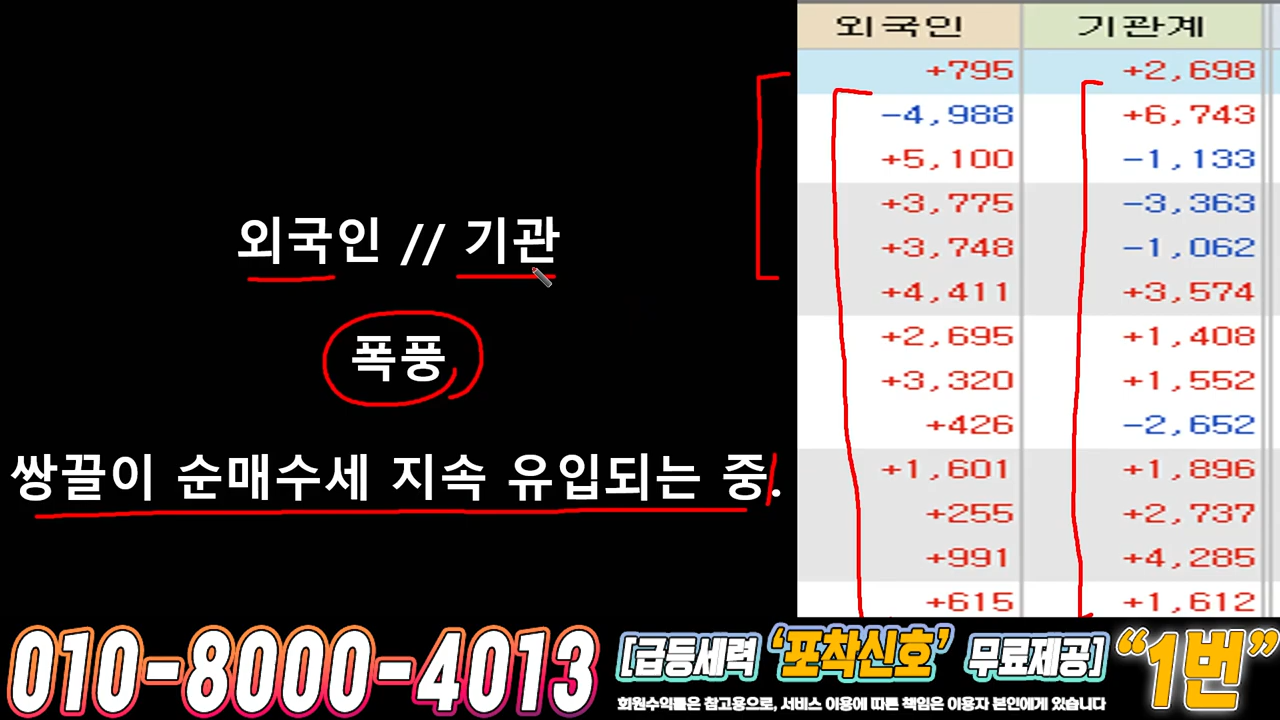 외국인 // 기관
폭풍
쌍끌이 순매수세 지속 유입되는 중.
외국인 기관계
+795 +2,698
-4,988 +6,743
+5,100 -1,133
+3,775 -3,363
+3,748 -1,062
+4,411 +3,574
+2,695 +1,408
+3,320 +1,552
+426 -2,652
+1,601 +1,896
+255 +2,737
+991 +4,285
+615 +1,612
010-8000-4013 [급등세력 '포착신호' 무료제공] "1번"
회원수익률은 참고용으로, 서비스 이용에 따른 책임은 이용자 본인에게 있습니다